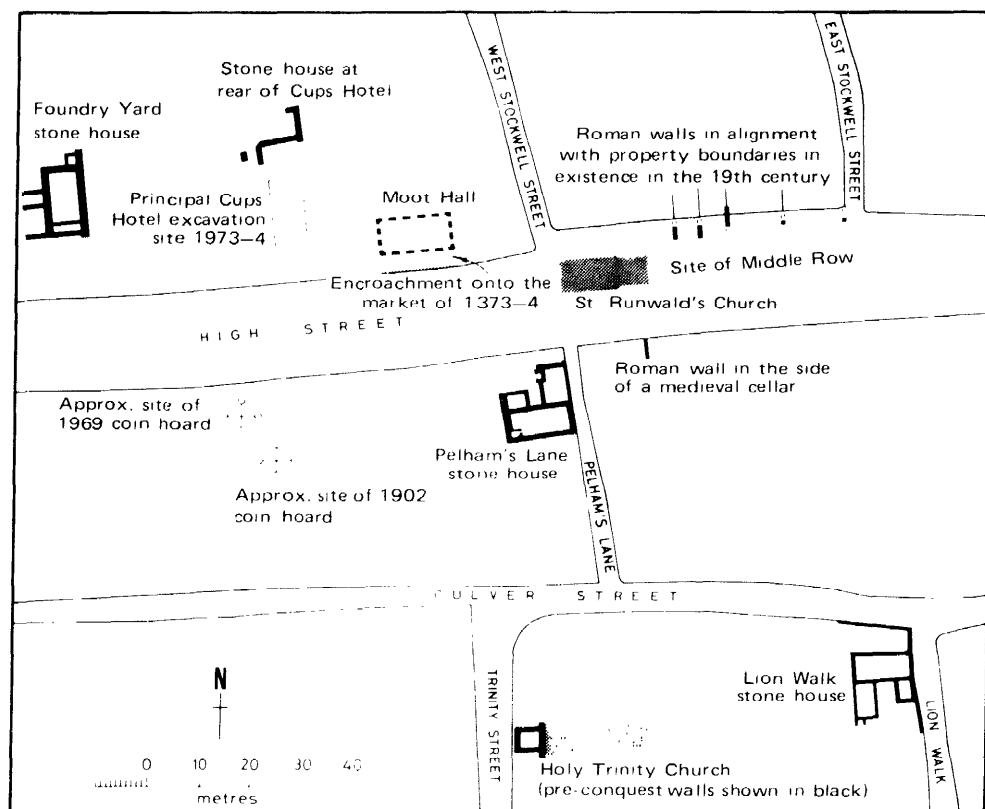 Stone house at
rear of Cups Hotel
Foundry Yard
stone house
WEST STOCKWELL STREET
EAST STOCKWELL STREET
Roman walls in alignment
with property boundaries in
existence in the 19th century
Principal Cups
Hotel excavation
site 1973–4
Moot Hall
Encroachment onto the
market of 1373–4
Site of Middle Row
St Runwald's Church
HIGH STREET
Roman wall in the side
of a medieval cellar
Approx. site of
1969 coin hoard
Pelham's Lane
stone house
PELHAM'S LANE
Approx. site of 1902
coin hoard
CULVER STREET
N
TRINITY STREET
Lion Walk
stone house
LION WALK
0 10 20 30 40
metres
Holy Trinity Church
(pre-conquest walls shown in black)